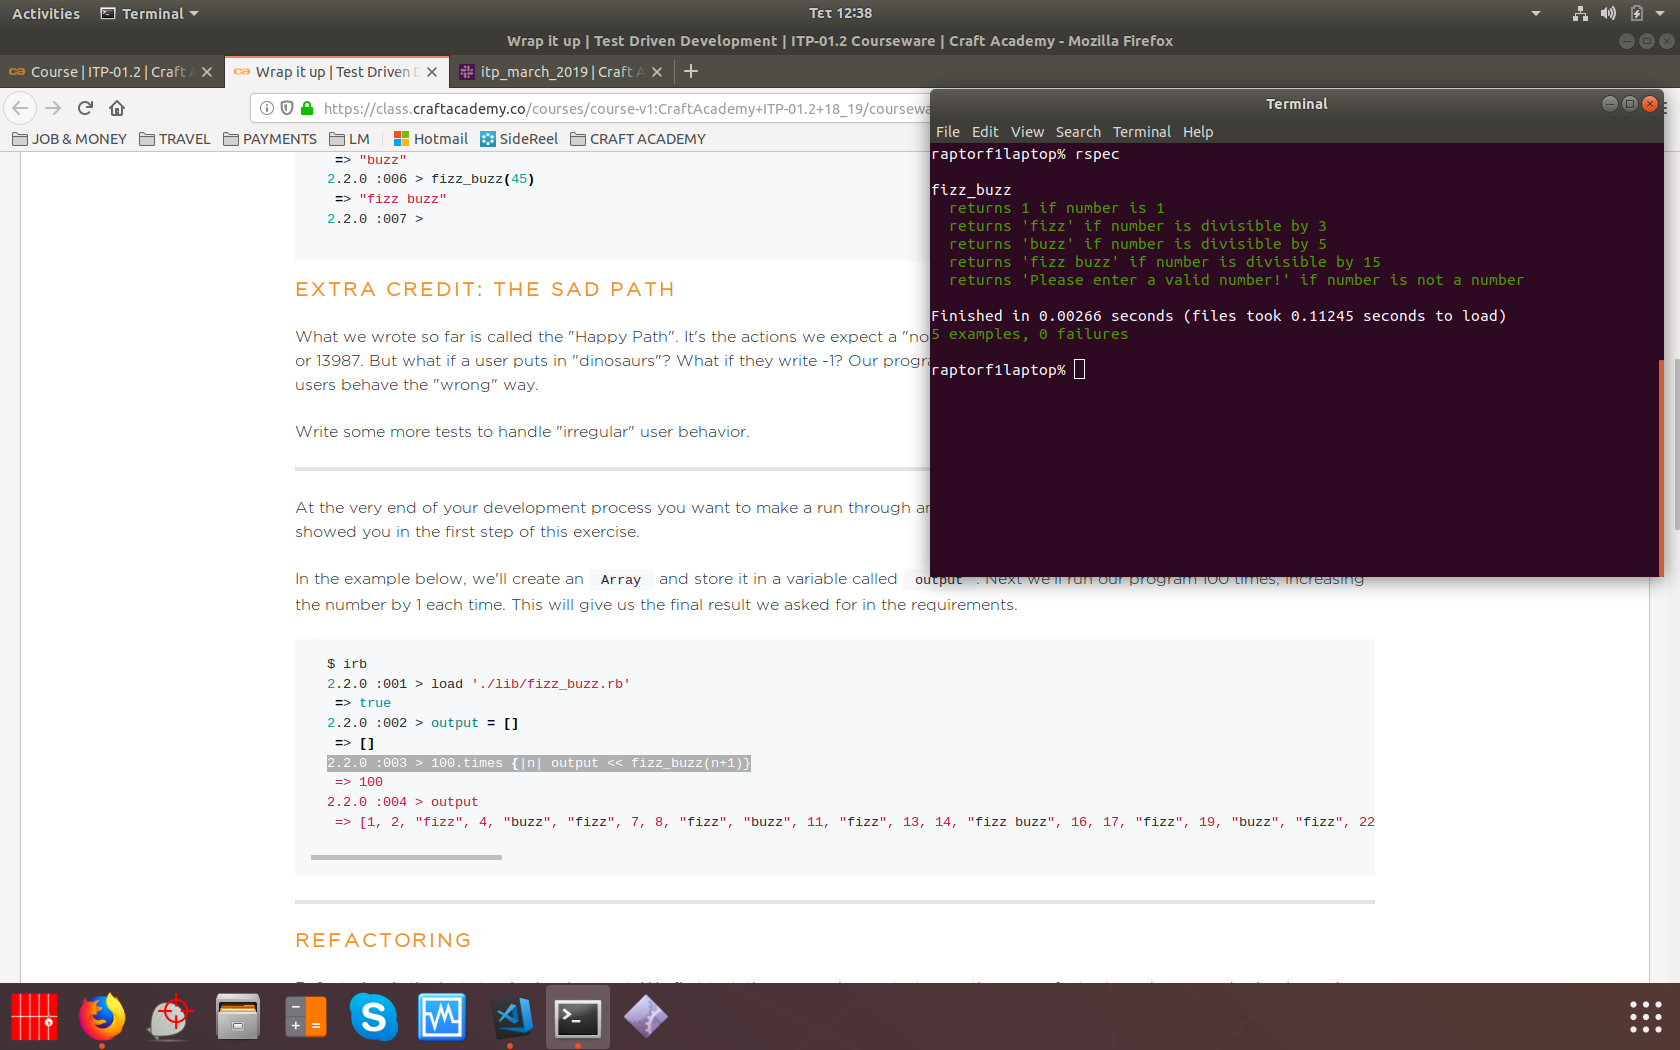 Activities
Terminal
Τετ 12:38
Wrap it up | Test Driven Development | ITP-01.2 Courseware | Craft Academy - Mozilla Firefox
Course | ITP-01.2 | Craft A
Wrap it up | Test Driven D
itp_march_2019 | Craft A
https://class.craftacademy.co/courses/course-v1:CraftAcademy+ITP-01.2+18_19/coursewa
JOB & MONEY
TRAVEL
PAYMENTS
LM
Hotmail
SideReel
CRAFT ACADEMY
=> "buzz"
2.2.0 :006 > fizz_buzz(45)
=> "fizz buzz"
2.2.0 :007 >
EXTRA CREDIT: THE SAD PATH
What we wrote so far is called the "Happy Path". It's the actions we expect a "no
or 13987. But what if a user puts in "dinosaurs"? What if they write -1? Our progra
users behave the "wrong" way.
Write some more tests to handle "irregular" user behavior.
At the very end of your development process you want to make a run through an
showed you in the first step of this exercise.
In the example below, we'll create an Array and store it in a variable called output . Next we'll run our program 100 times, increasing
the number by 1 each time. This will give us the final result we asked for in the requirements.
$ irb
2.2.0 :001 > load './lib/fizz_buzz.rb'
=> true
2.2.0 :002 > output = []
=> []
2.2.0 :003 > 100.times {|n| output << fizz_buzz(n+1)}
=> 100
2.2.0 :004 > output
=> [1, 2, "fizz", 4, "buzz", "fizz", 7, 8, "fizz", "buzz", 11, "fizz", 13, 14, "fizz buzz", 16, 17, "fizz", 19, "buzz", "fizz", 22
REFACTORING
Terminal
File Edit View Search Terminal Help
raptorf1laptop% rspec
fizz_buzz
returns 1 if number is 1
returns 'fizz' if number is divisible by 3
returns 'buzz' if number is divisible by 5
returns 'fizz buzz' if number is divisible by 15
returns 'Please enter a valid number!' if number is not a number
Finished in 0.00266 seconds (files took 0.11245 seconds to load)
5 examples, 0 failures
raptorf1laptop%